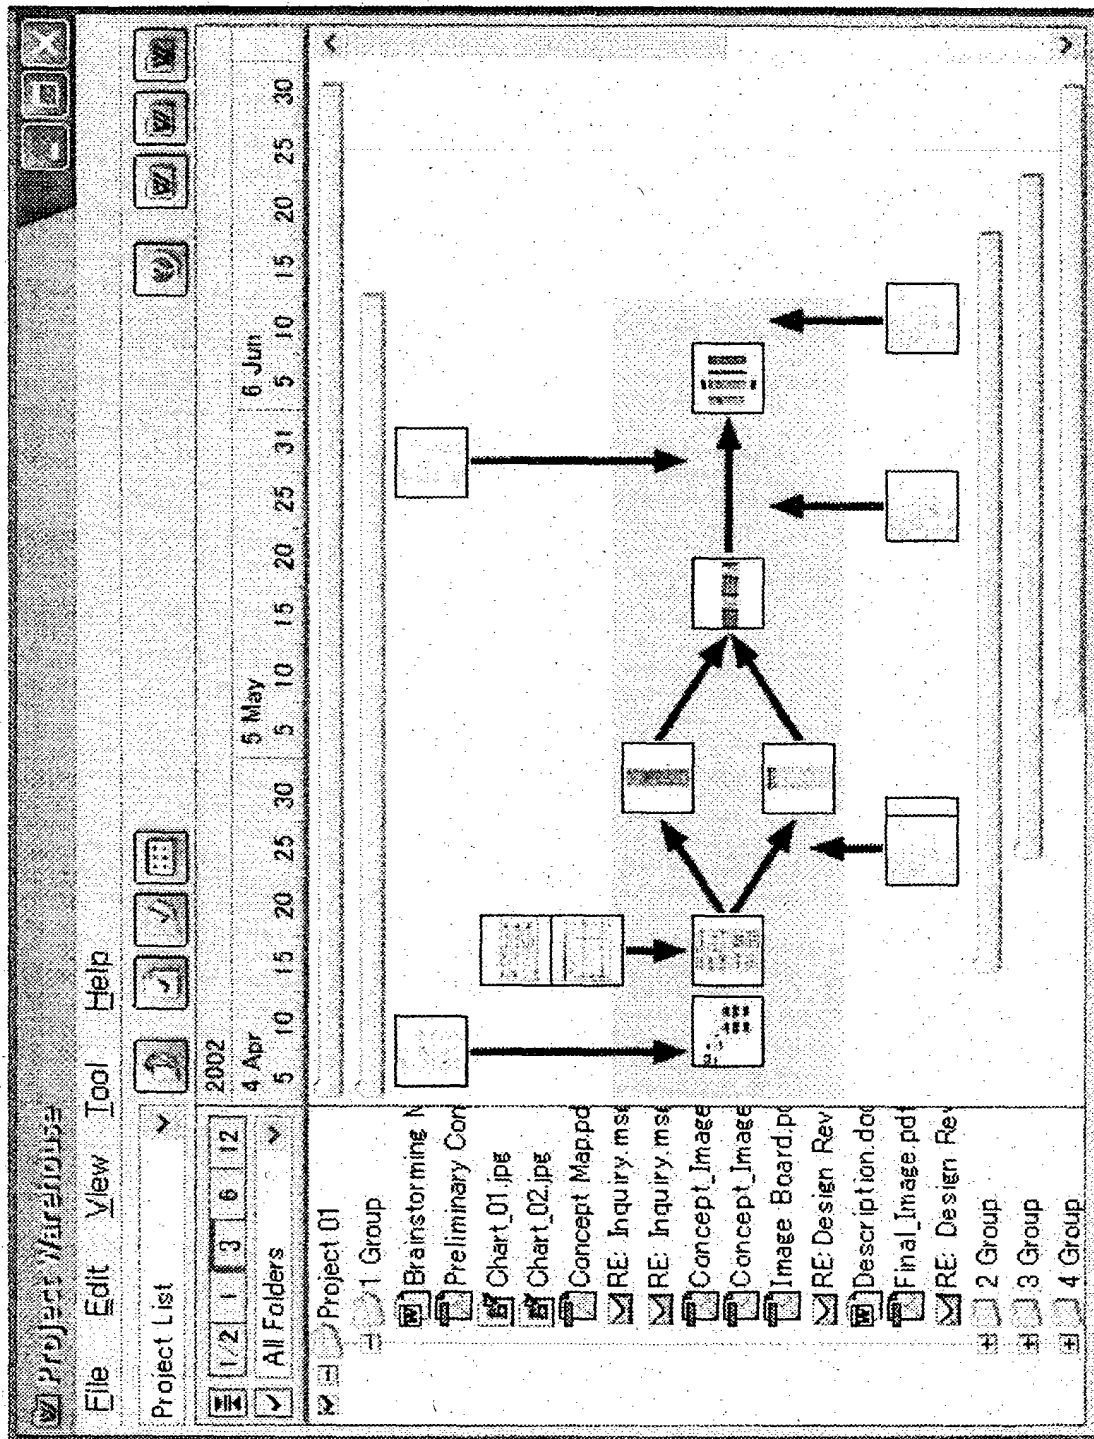 Project Warehouse
File Edit View Tool Help
Project List
1/2 1 3 6 12
2002
All Folders
4 Apr 5 May 6 Jun
5 10 15 20 25 30 5 10 15 20 25 31 5 10 15 20 25 30
Project 01
1 Group
Brainstorming N
Preliminary Con
Chart_01.jpg
Chart_02.jpg
Concept Map.pd
RE: Inquiry.mse
RE: Inquiry.mse
Concept_Image
Concept_Image
Image Board.pd
RE: Design Rev
Description.doc
Final_Image.pdf
RE: Design Rev
2 Group
3 Group
4 Group